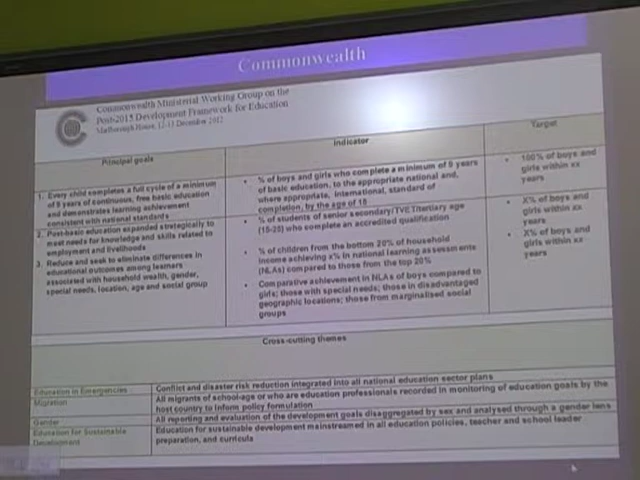 Commonwealth
Commonwealth Ministerial Working Group on the
Post-2015 Development Framework for Education
Marlborough House, 12-13 December 2012
Principal goals
Indicator
Target
1. Every child completes a full cycle of a minimum
of 9 years of continuous, free basic education
and demonstrates learning achievement
consistent with national standards
2. Post-basic education expanded strategically to
meet needs for knowledge and skills related to
employment and livelihoods
3. Reduce and seek to eliminate differences in
educational outcomes among learners
associated with household wealth, gender,
special needs, location, age and social group
• % of boys and girls who complete a minimum of 9 years
of basic education, to the appropriate national and,
where appropriate, international, standard of
completion, by the age of 15
• % of students of senior secondary/TVE Titertiary age
who complete an accredited qualification
• % of children from the bottom 20% of household
income achieving x% in national learning assessments
(NLAs) compared to those from the top 20%
• Comparative achievement in NLAs of boys compared to
girls; those with special needs; those in disadvantaged
geographic locations; those from marginalised social
groups
• 100% of boys and
girls within xx
years
• X% of boys and
girls within xx
years
• X% of boys and
girls within xx
years
Cross-cutting themes
Education in Emergencies
Conflict and disaster risk reduction integrated into all national education sector plans
Migration
All migrants of school-age or who are education professionals recorded in monitoring of education goals by the
host country to inform policy formulation
Gender
All reporting and evaluation of the development goals disaggregated by sex and analysed through a gender lens
Education for Sustainable
Development
Education for sustainable development mainstreamed in all education policies, teacher and school leader
preparation, and curricula